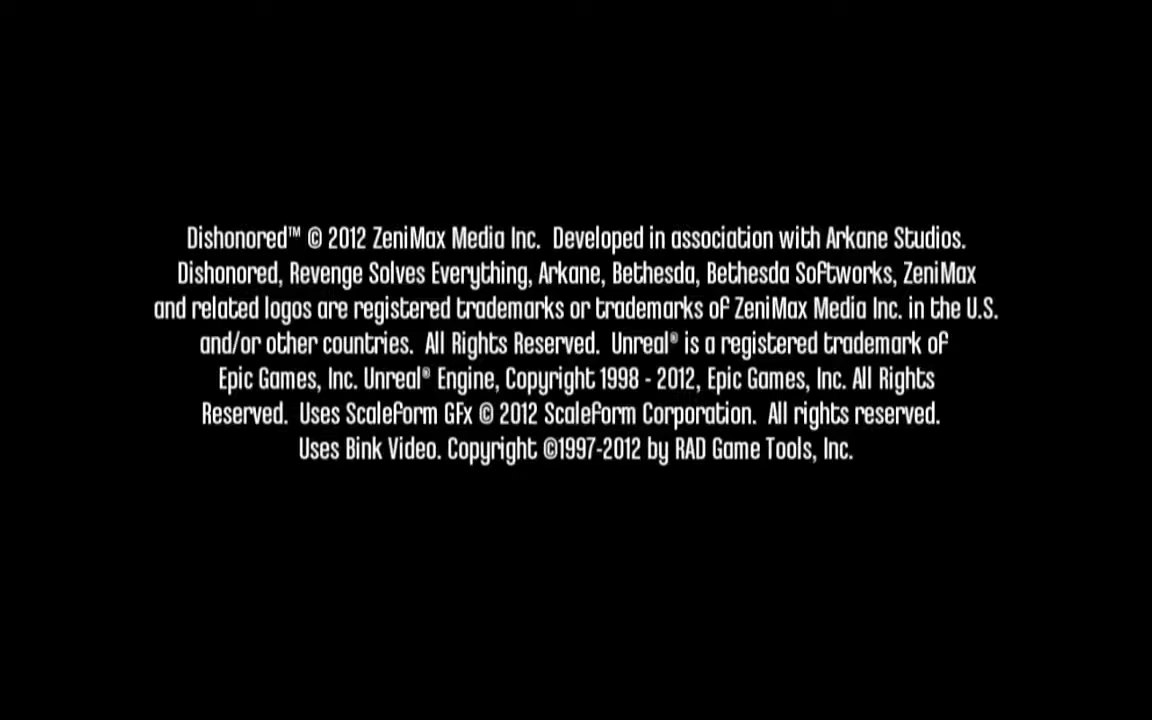 Dishonored™ © 2012 ZeniMax Media Inc.  Developed in association with Arkane Studios.
Dishonored, Revenge Solves Everything, Arkane, Bethesda, Bethesda Softworks, ZeniMax
and related logos are registered trademarks or trademarks of ZeniMax Media Inc. in the U.S.
and/or other countries.  All Rights Reserved.  Unreal® is a registered trademark of
Epic Games, Inc. Unreal® Engine, Copyright 1998 - 2012, Epic Games, Inc. All Rights
Reserved.  Uses Scaleform GFx © 2012 Scaleform Corporation.  All rights reserved.
Uses Bink Video. Copyright ©1997-2012 by RAD Game Tools, Inc.